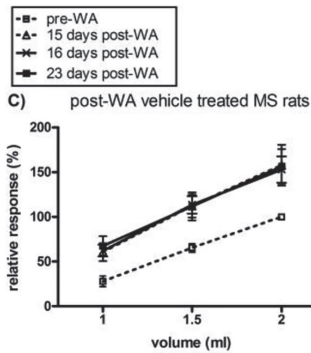 pre-WA
15 days post-WA
16 days post-WA
23 days post-WA
C) post-WA vehicle treated MS rats
relative response (%)
200
150
100
50
0
1 1.5 2
volume (ml)